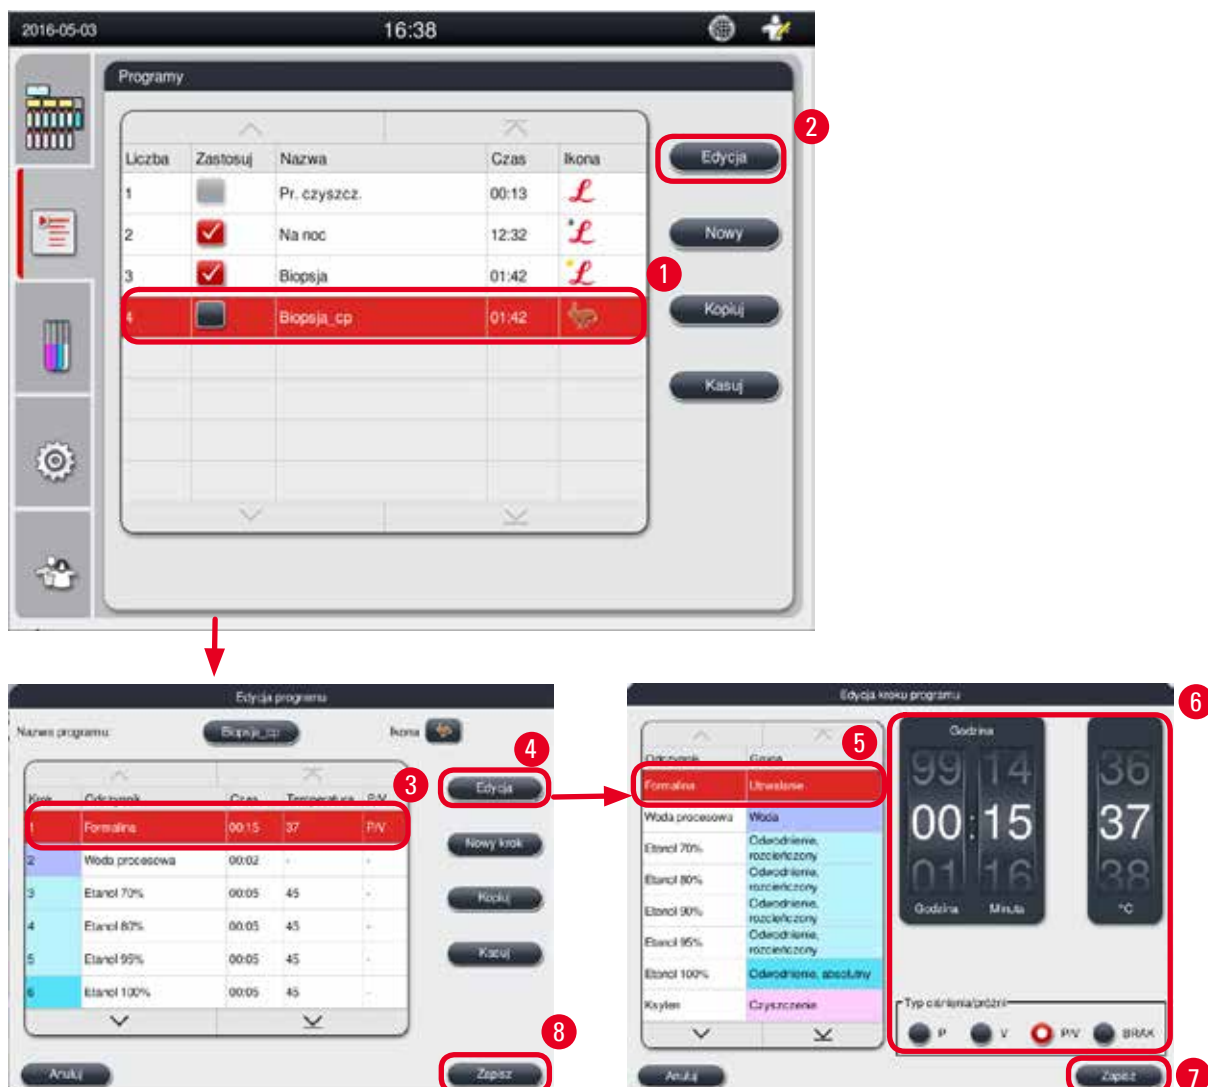 2016-05-03 16:38
Programy
2
Liczba Zastosuj Nazwa Czas Ikona
Edycja
1 Pr. czyszcz. 00:13
2 Na noc 12:32
Nowy
3 Biopsja 01:42
1
4 Biopsja_cp 01:42
Kopiuj
Kasuj
Edycja programu
Nazwa programu: Biopsja_cp Ikona
4
3
Edycja
Krok Odczynnik Czas Temperatura P/V
1 Formalina 00:15 37 P/V
Nowy krok
2 Woda procesowa 00:02 - -
3 Etanol 70% 00:05 45 -
Kopiuj
4 Etanol 80% 00:05 45 -
5 Etanol 95% 00:05 45 -
Kasuj
6 Etanol 100% 00:05 45 -
8
Anuluj Zapisz
Edycja kroku programu
6
5
Odczynnik Grupa
Formalina Utrwalanie
Woda procesowa Woda
Etanol 70% Odwodnienie, rozcieńczony
Etanol 80% Odwodnienie, rozcieńczony
Etanol 90% Odwodnienie, rozcieńczony
Etanol 95% Odwodnienie, rozcieńczony
Etanol 100% Odwodnienie, absolutny
Ksylen Czyszczenie
Godzina
99 14 36
00:15 37
01 16 38
Godzina Minuta °C
Typ ciśnienia/próżni
P V P/V BRAK
Anuluj Zapisz
7